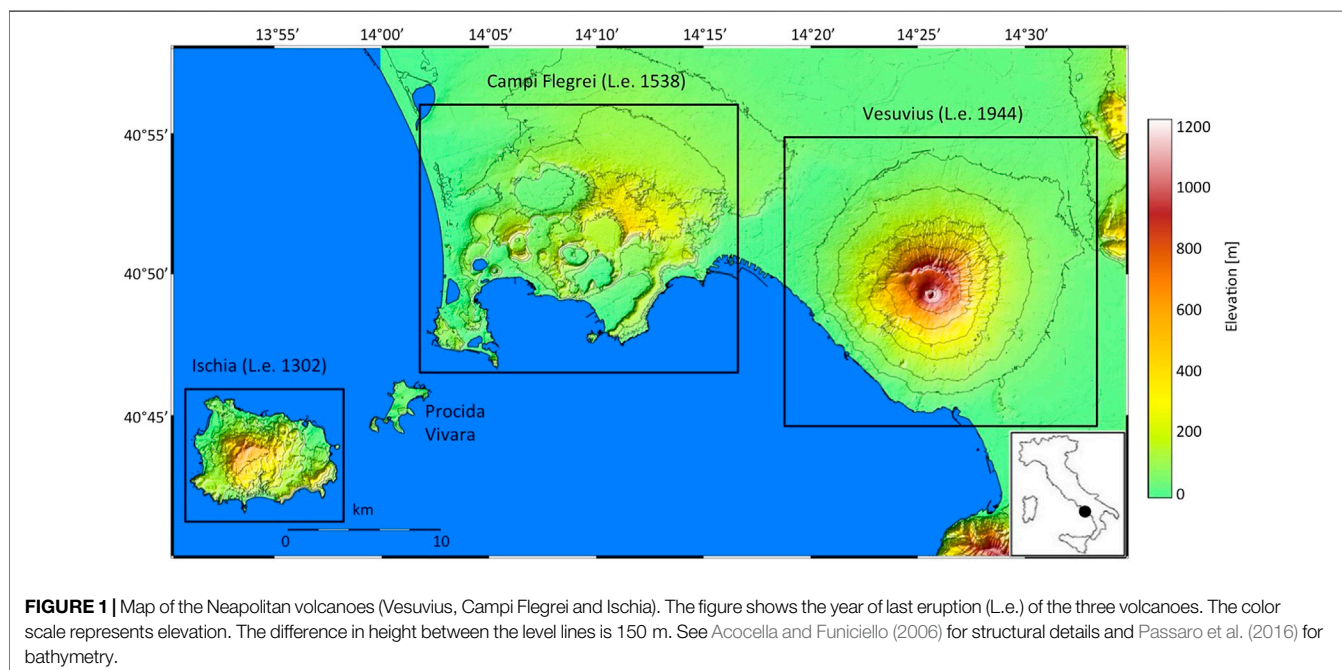 13°55′ 14°00′ 14°05′ 14°10′ 14°15′ 14°20′ 14°25′ 14°30′
Campi Flegrei (L.e. 1538)
Vesuvius (L.e. 1944)
40°55′
40°50′
40°45′
Ischia (L.e. 1302)
Procida
Vivara
km
0 10
1200
1000
800
600
400
200
0
Elevation [m]
FIGURE 1 | Map of the Neapolitan volcanoes (Vesuvius, Campi Flegrei and Ischia). The figure shows the year of last eruption (L.e.) of the three volcanoes. The color
scale represents elevation. The difference in height between the level lines is 150 m. See Acocella and Funiciello (2006) for structural details and Passaro et al. (2016) for
bathymetry.